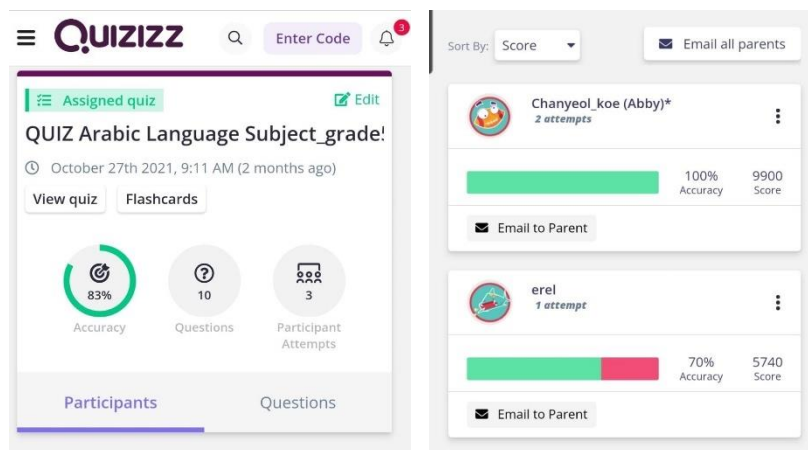 QUIZIZZ
Enter Code
3
Assigned quiz
Edit
QUIZ Arabic Language Subject_grade5
October 27th 2021, 9:11 AM (2 months ago)
View quiz
Flashcards
83%
10
3
Accuracy
Questions
Participant
Attempts
Participants
Questions
Sort By:
Score
Email all parents
Chanyeol_koe (Abby)*
2 attempts
100%
9900
Accuracy
Score
Email to Parent
erel
1 attempt
70%
5740
Accuracy
Score
Email to Parent